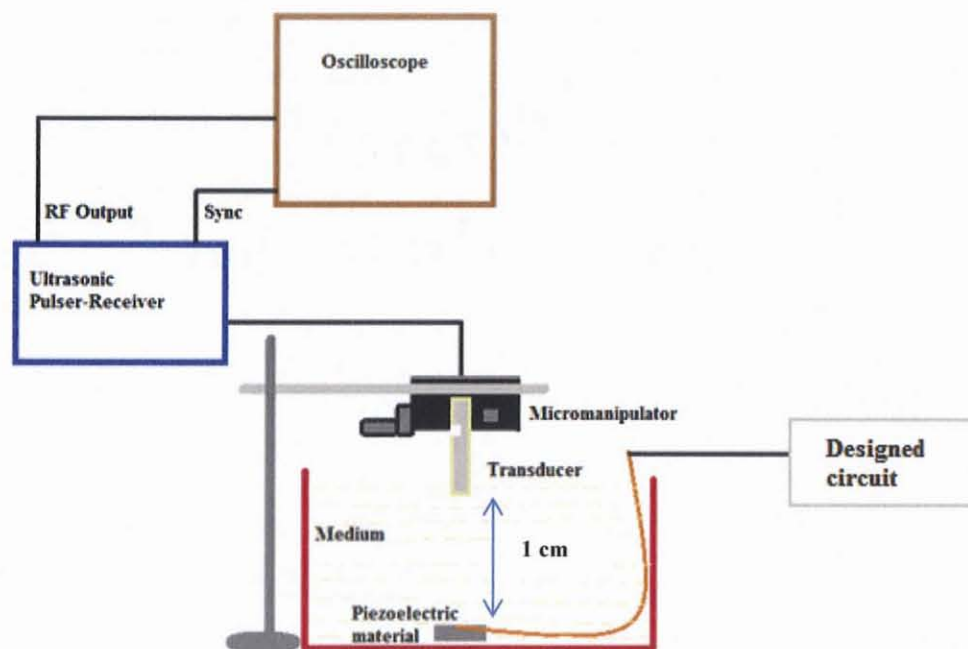 Oscilloscope
RF Output
Sync
Ultrasonic
Pulser-Receiver
Micromanipulator
Transducer
Designed
circuit
Medium
1 cm
Piezoelectric
material